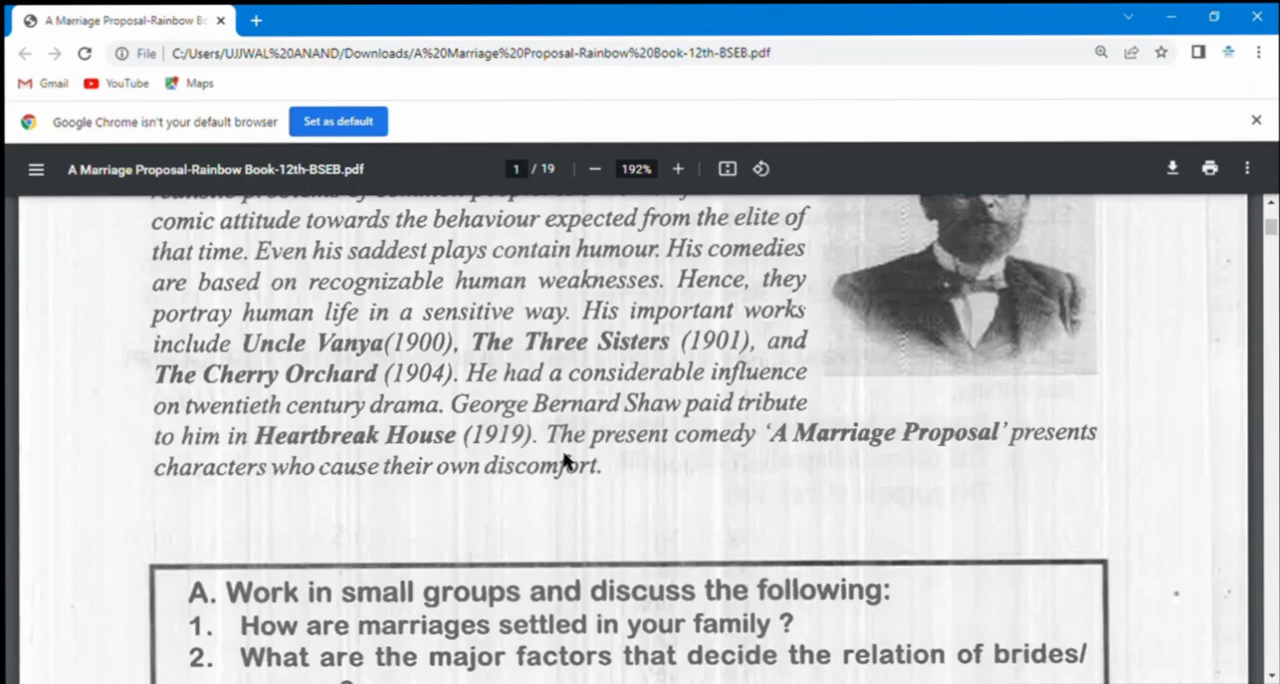 A Marriage Proposal-Rainbow Bo
File
C:/Users/UJJWAL%20ANAND/Downloads/A%20Marriage%20Proposal-Rainbow%20Book-12th-BSEB.pdf
Gmail YouTube Maps
Google Chrome isn't your default browser Set as default
A Marriage Proposal-Rainbow Book-12th-BSEB.pdf 1 / 19 192%
comic attitude towards the behaviour expected from the elite of
that time. Even his saddest plays contain humour. His comedies
are based on recognizable human weaknesses. Hence, they
portray human life in a sensitive way. His important works
include Uncle Vanya(1900), The Three Sisters (1901), and
The Cherry Orchard (1904). He had a considerable influence
on twentieth century drama. George Bernard Shaw paid tribute
to him in Heartbreak House (1919). The present comedy ‘A Marriage Proposal’ presents
characters who cause their own discomfort.
A. Work in small groups and discuss the following:
1. How are marriages settled in your family ?
2. What are the major factors that decide the relation of brides/